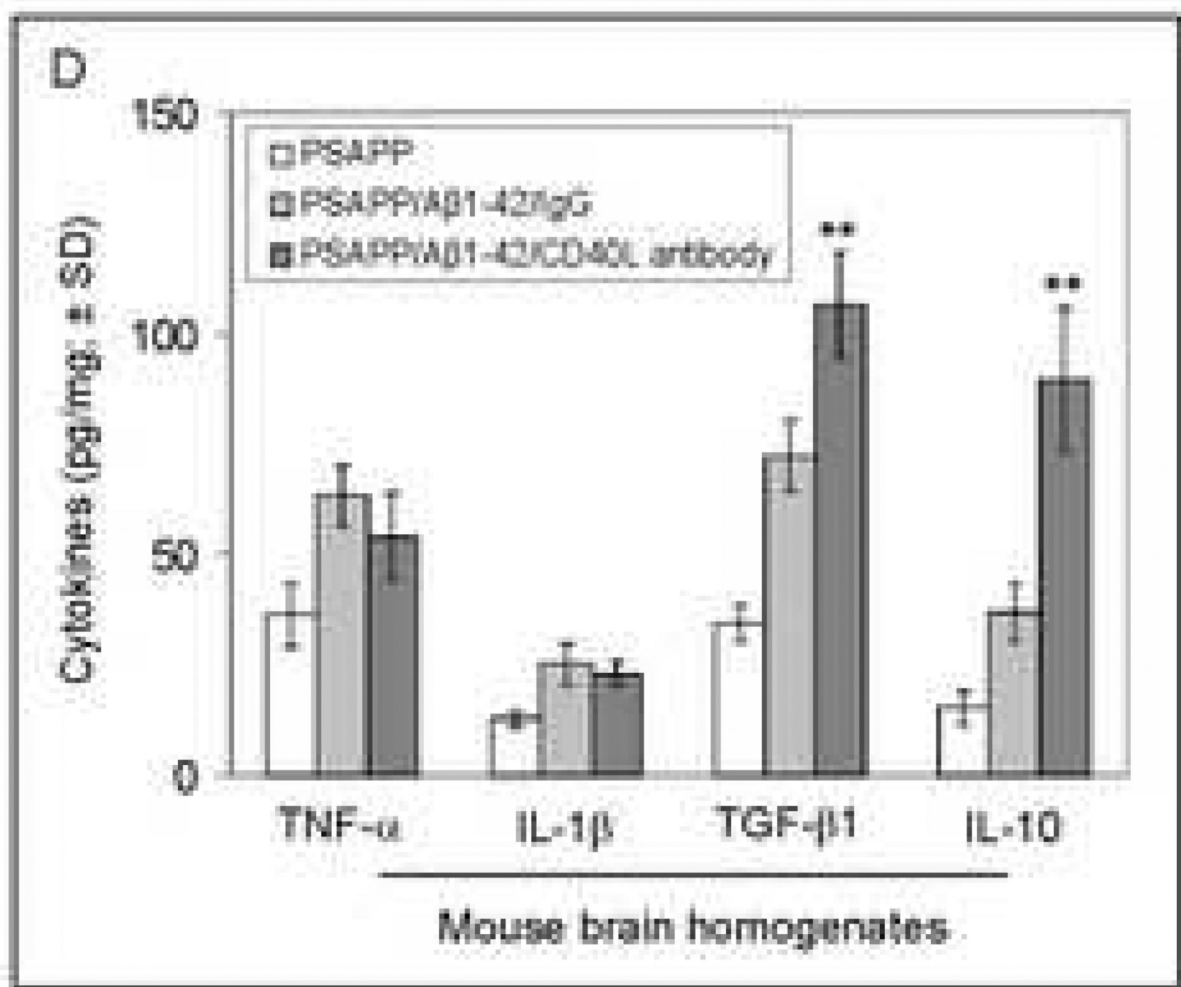 D
Cytokines (pg/mg; ± SD)
150
100
50
0
PSAPP
PSAPP/Aβ1-42/IgG
PSAPP/Aβ1-42/CD40L antibody
**
**
TNF-α
IL-1β
TGF-β1
IL-10
Mouse brain homogenates